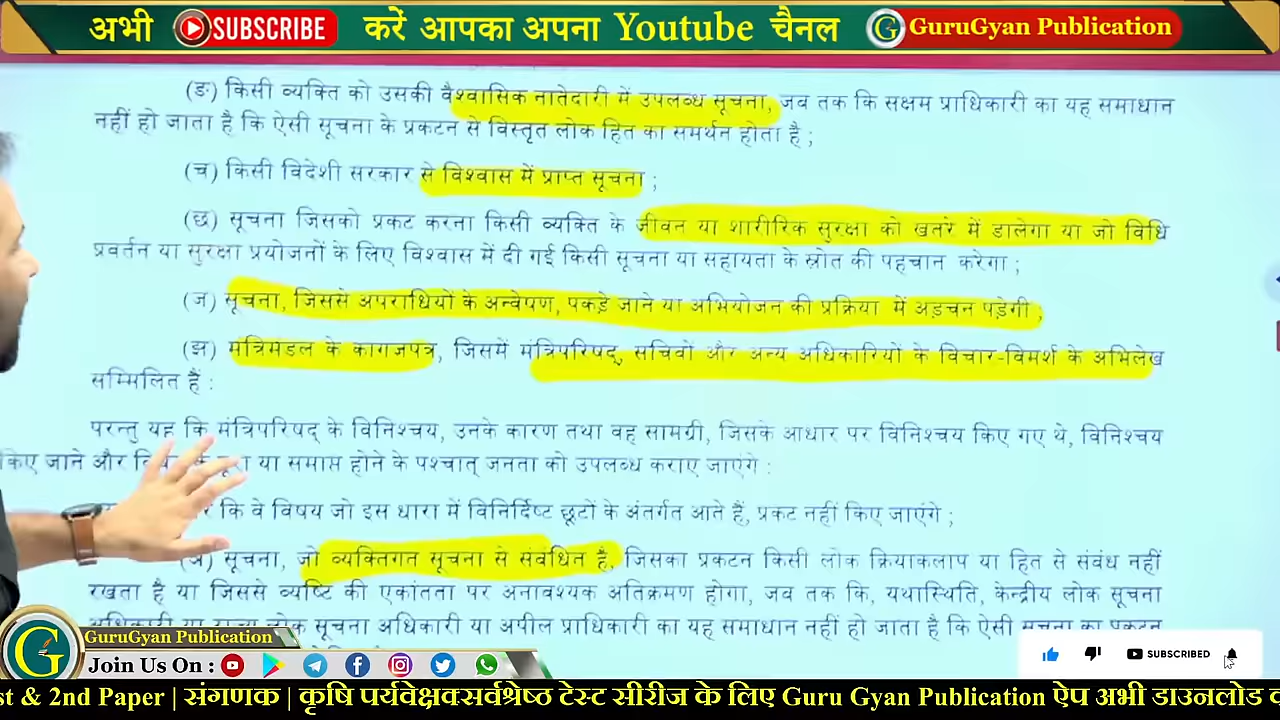 अभी SUBSCRIBE करें आपका अपना Youtube चैनल G GuruGyan Publication
(ङ) किसी व्यक्ति को उसकी वैश्वासिक नातेदारी में उपलब्ध सूचना, जब तक कि सक्षम प्राधिकारी का यह समाधान
नहीं हो जाता है कि ऐसी सूचना के प्रकटन से विस्तृत लोक हित का समर्थन होता है ;
(च) किसी विदेशी सरकार से विश्वास में प्राप्त सूचना ;
(छ) सूचना जिसको प्रकट करना किसी व्यक्ति के जीवन या शारीरिक सुरक्षा को खतरे में डालेगा या जो विधि
प्रवर्तन या सुरक्षा प्रयोजनों के लिए विश्वास में दी गई किसी सूचना या सहायता के स्रोत की पहचान करेगा ;
(ज) सूचना, जिससे अपराधियों के अन्वेषण, पकड़े जाने या अभियोजन की प्रक्रिया में अड़चन पड़ेगी ;
(झ) मंत्रिमंडल के कागजपत्र, जिसमें मंत्रिपरिषद्, सचिवों और अन्य अधिकारियों के विचार-विमर्श के अभिलेख
सम्मिलित हैं :
परन्तु यह कि मंत्रिपरिषद् के विनिश्चय, उनके कारण तथा वह सामग्री, जिसके आधार पर विनिश्चय किए गए थे, विनिश्चय
किए जाने और या समाप्त होने के पश्चात् जनता को उपलब्ध कराए जाएंगे :
कि वे विषय जो इस धारा में विनिर्दिष्ट छूटों के अंतर्गत आते हैं, प्रकट नहीं किए जाएंगे ;
सूचना, जो व्यक्तिगत सूचना से संबंधित है, जिसका प्रकटन किसी लोक क्रियाकलाप या हित से संबंध नहीं
रखता है या जिससे व्यष्टि की एकांतता पर अनावश्यक अतिक्रमण होगा, जब तक कि, यथास्थिति, केन्द्रीय लोक सूचना
लोक सूचना अधिकारी या अपील प्राधिकारी का यह समाधान नहीं हो जाता है कि ऐसी सूचना का प्रकटन
G GuruGyan Publication
Join Us On :
SUBSCRIBED
st & 2nd Paper | संगणक | कृषि पर्यवेक्षक सर्वश्रेष्ठ टेस्ट सीरीज के लिए Guru Gyan Publication ऐप अभी डाउनलोड